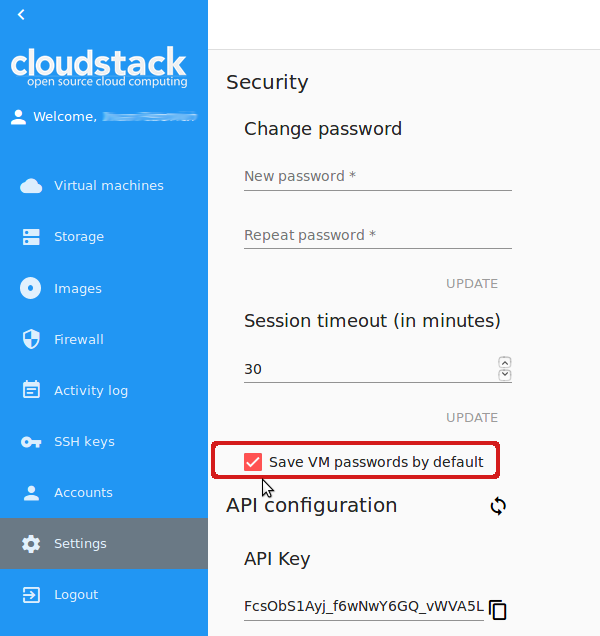 cloudstack
open source cloud computing
Welcome,
Virtual machines
Storage
Images
Firewall
Activity log
SSH keys
Accounts
Settings
Logout
Security
Change password
New password *
Repeat password *
UPDATE
Session timeout (in minutes)
30
UPDATE
Save VM passwords by default
API configuration
API Key
FcsObS1Ayj_f6wNwY6GQ_vWVA5L